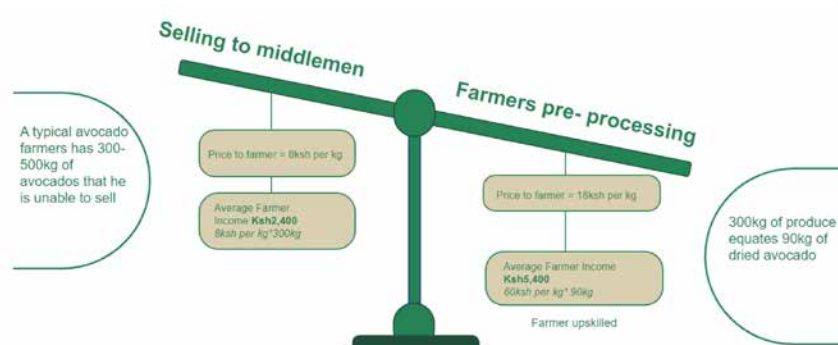 Selling to middlemen
Farmers pre- processing
A typical avocado
farmers has 300-
500kg of
avocados that he
is unable to sell
Price to farmer = 8ksh per kg
Average Farmer
Income Ksh2,400
8ksh per kg*300kg
Price to farmer = 18ksh per kg
Average Farmer Income
Ksh5,400
60ksh per kg* 90kg
Farmer upskilled
300kg of produce
equates 90kg of
dried avocado